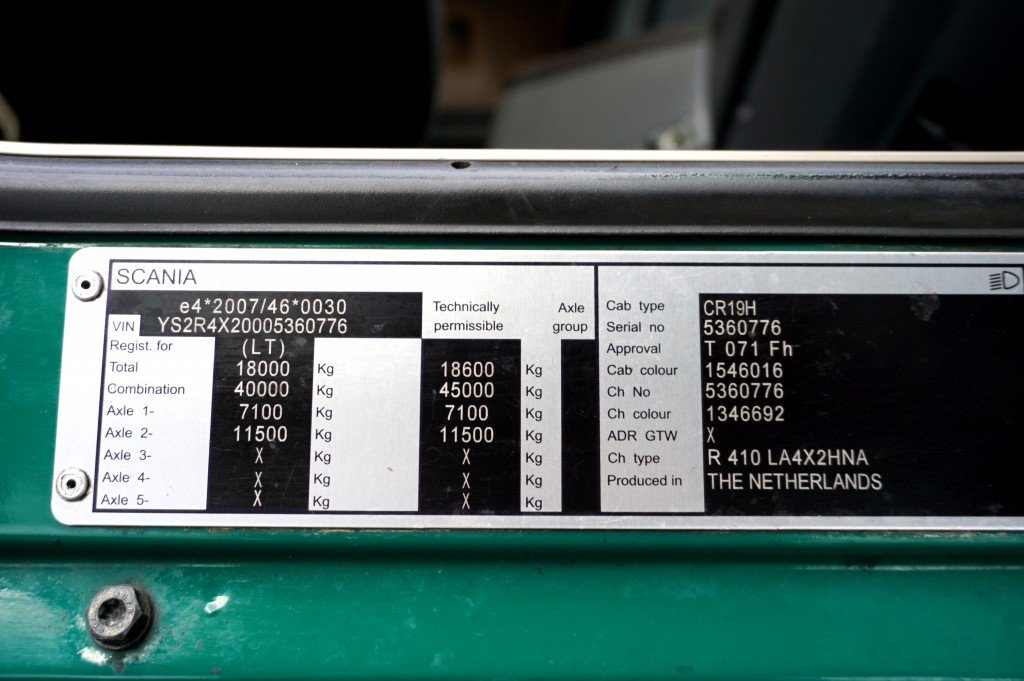 SCANIA
e4*2007/46*0030
VIN YS2R4X20005360776
Technically permissible
Axle group
Regist. for (LT)
Total 18000 Kg 18600 Kg
Combination 40000 Kg 45000 Kg
Axle 1- 7100 Kg 7100 Kg
Axle 2- 11500 Kg 11500 Kg
Axle 3- X Kg X Kg
Axle 4- X Kg X Kg
Axle 5- X Kg X Kg
Cab type CR19H
Serial no 5360776
Approval T 071 Fh
Cab colour 1546016
Ch No 5360776
Ch colour 1346692
ADR GTW X
Ch type R 410 LA4X2HNA
Produced in THE NETHERLANDS